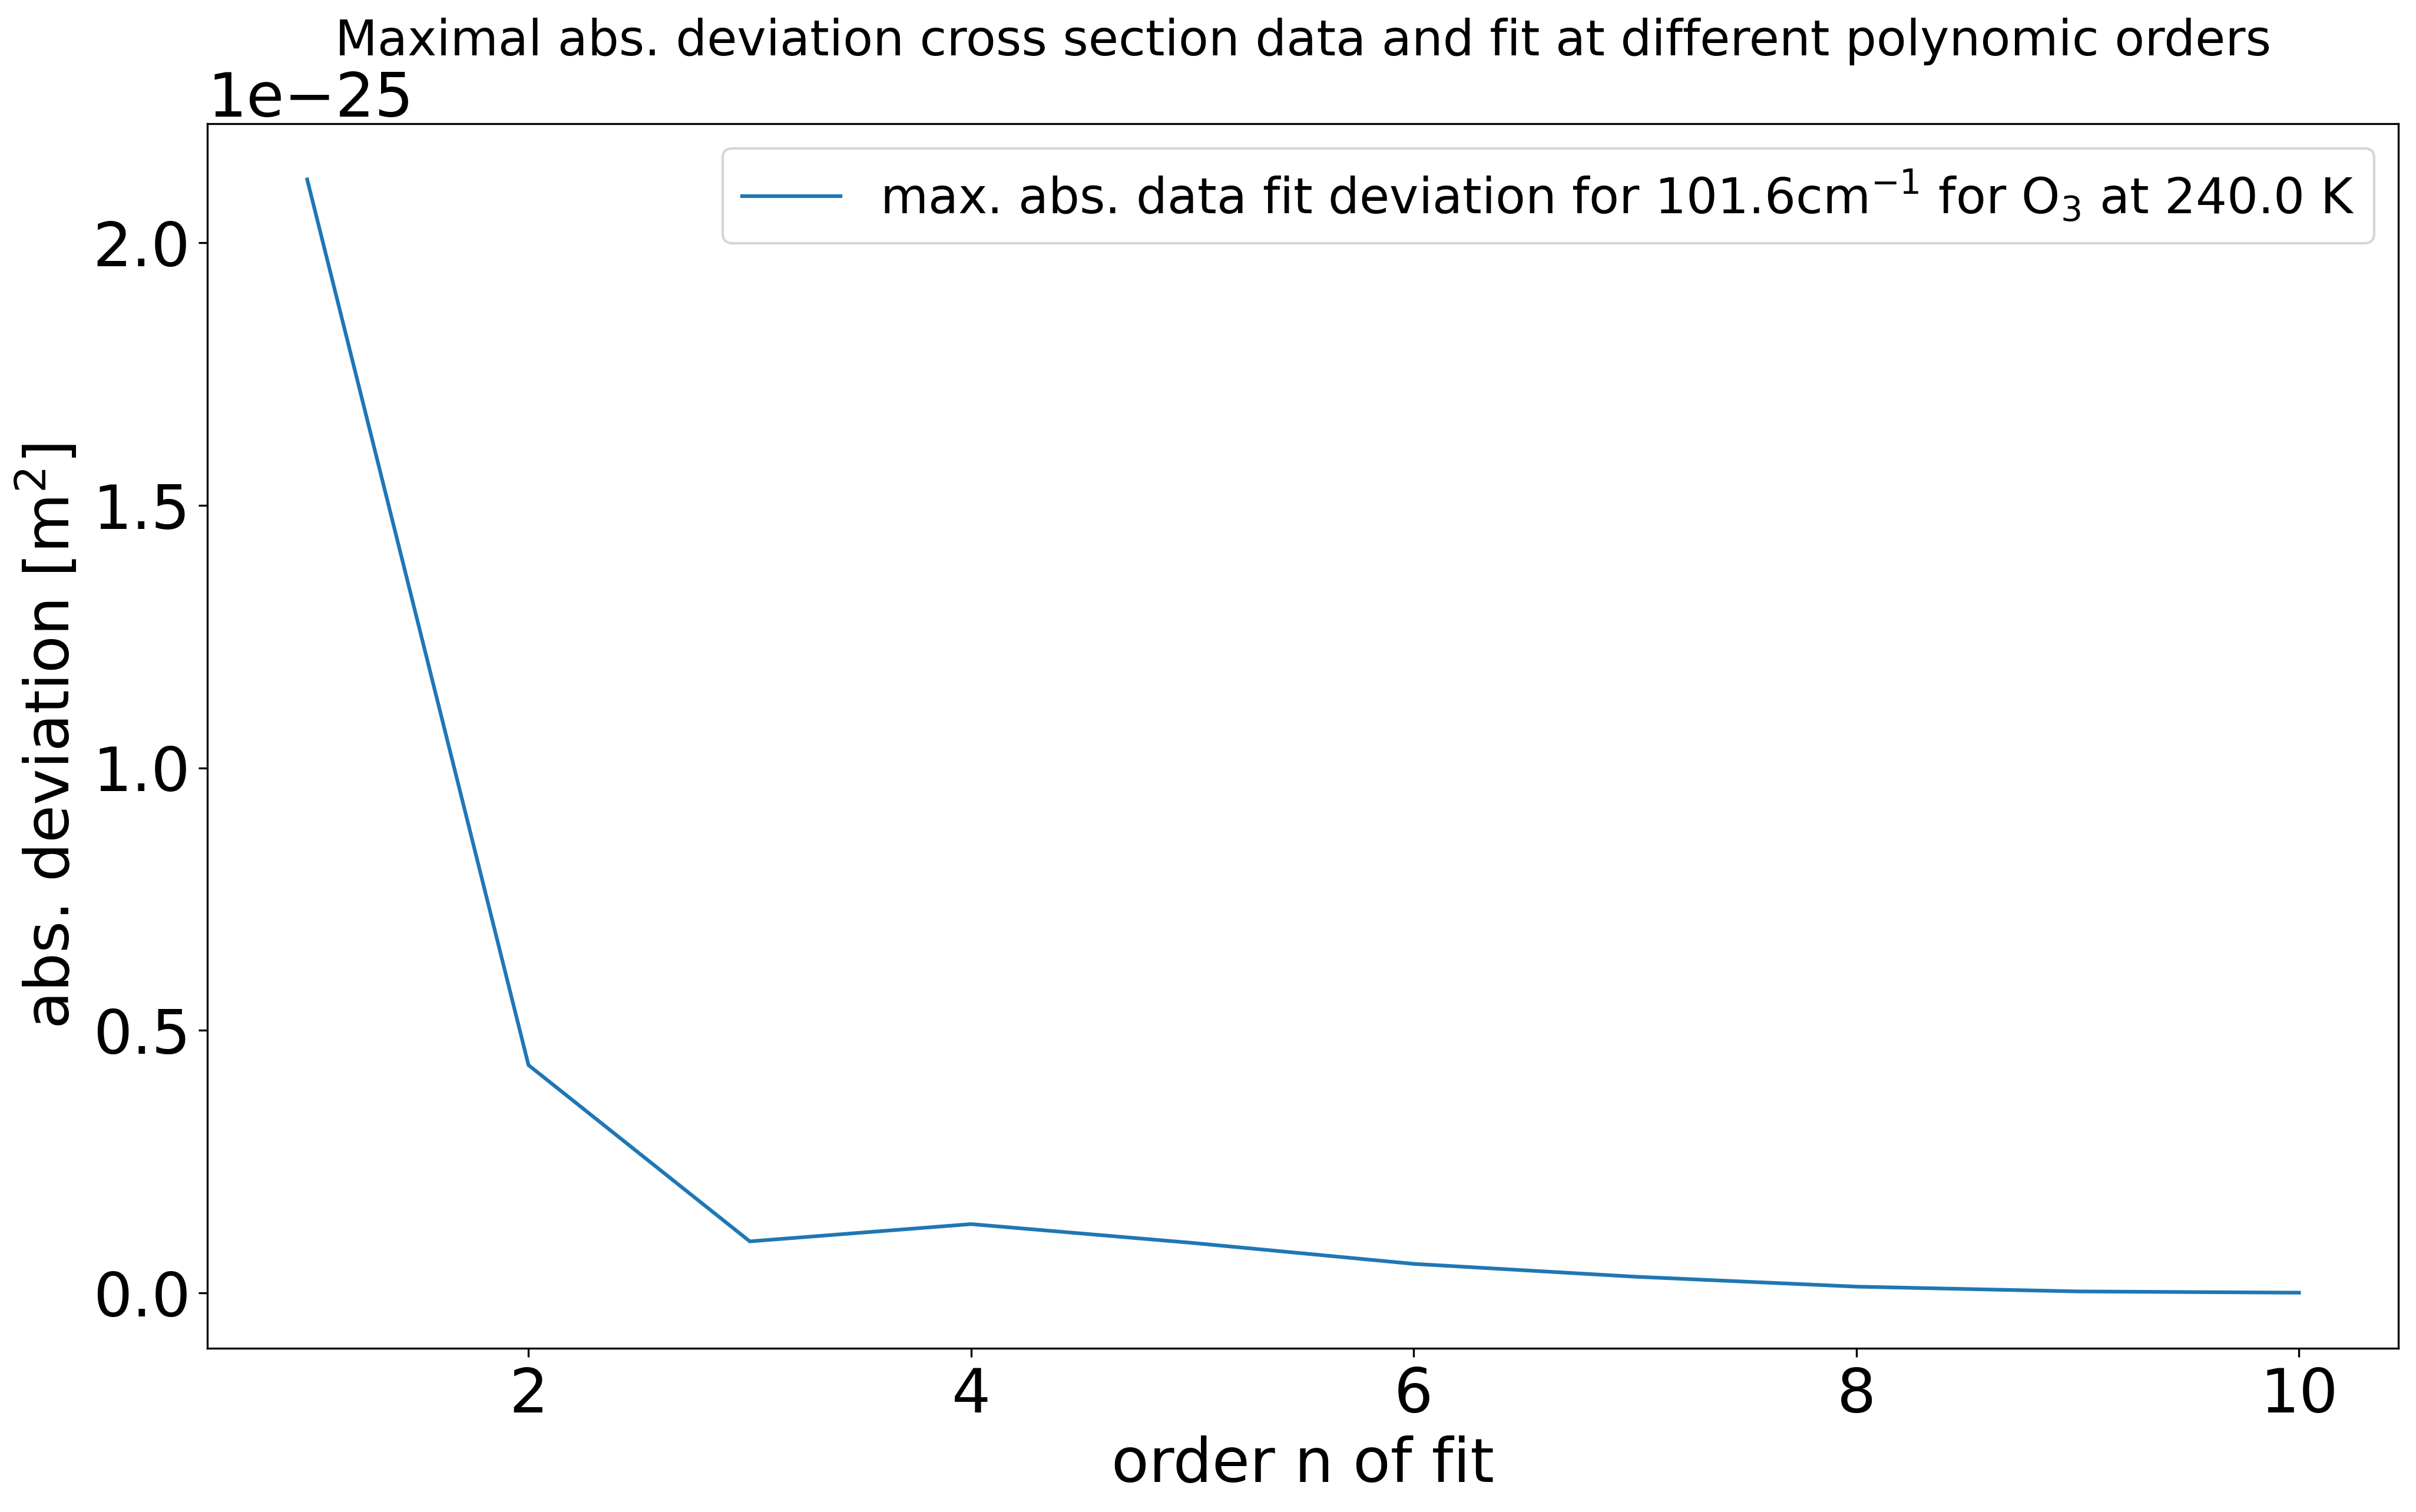 Maximal abs. deviation cross section data and fit at different polynomic orders
1e−25
max. abs. data fit deviation for 101.6cm⁻¹ for O₃ at 240.0 K
2.0
1.5
1.0
0.5
0.0
abs. deviation [m²]
2 4 6 8 10
order n of fit